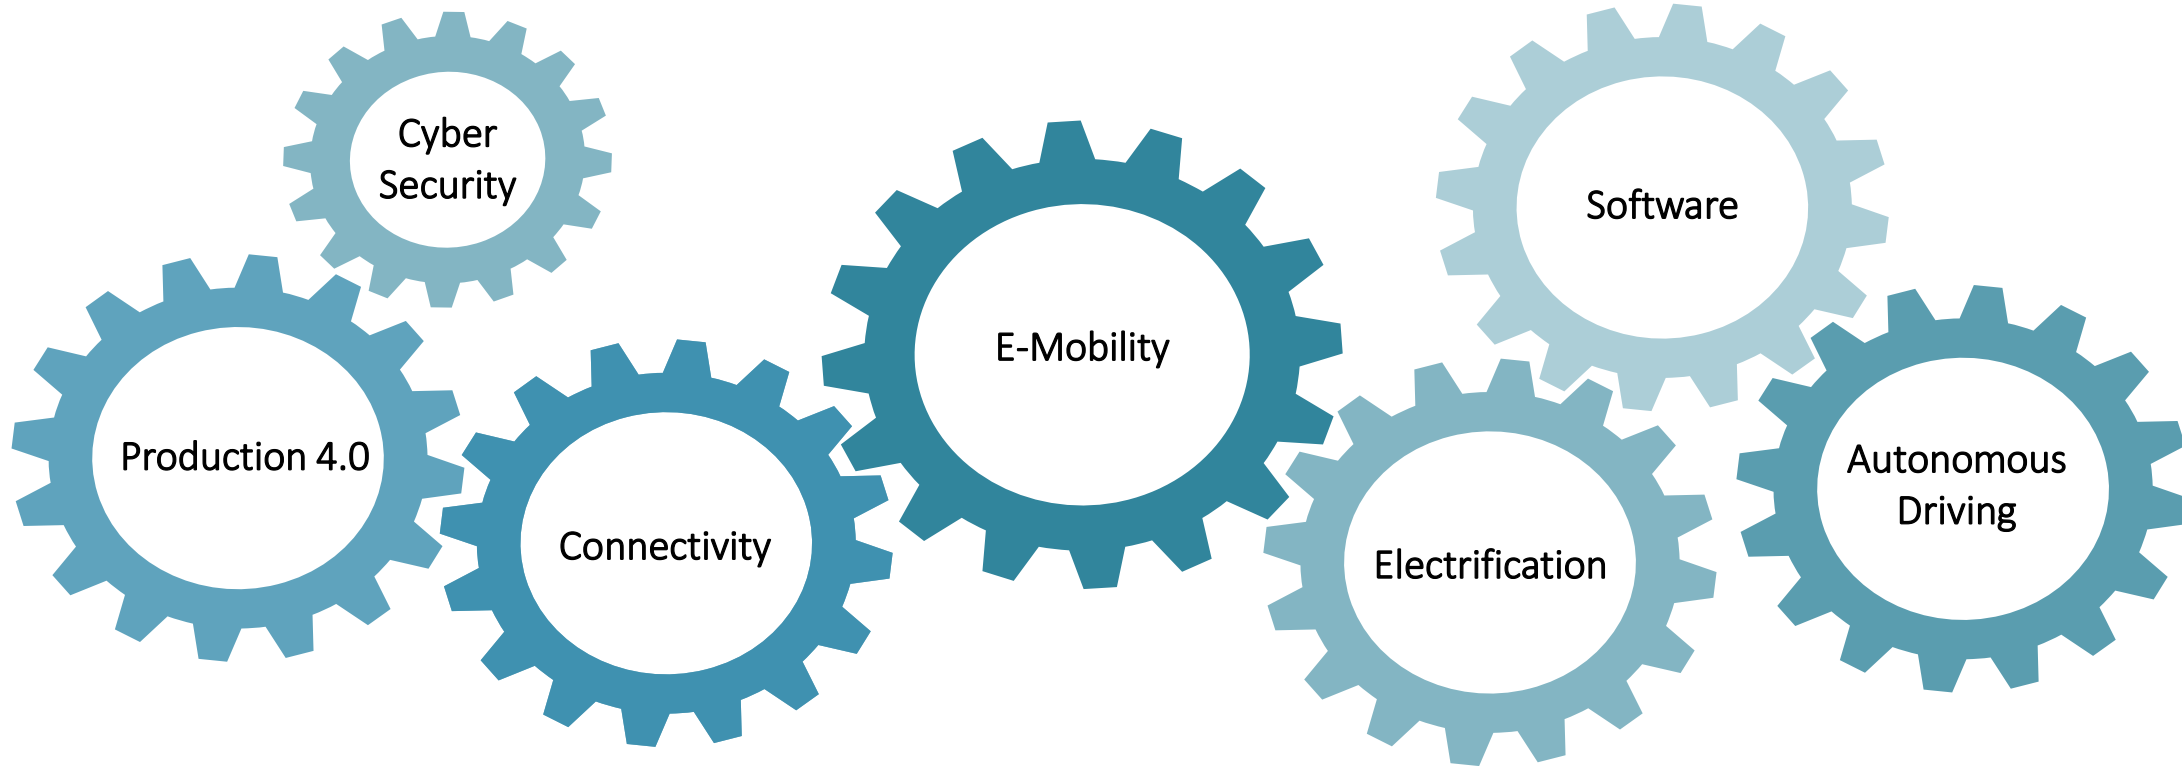 Cyber
Security
Production 4.0
Connectivity
E-Mobility
Software
Electrification
Autonomous
Driving